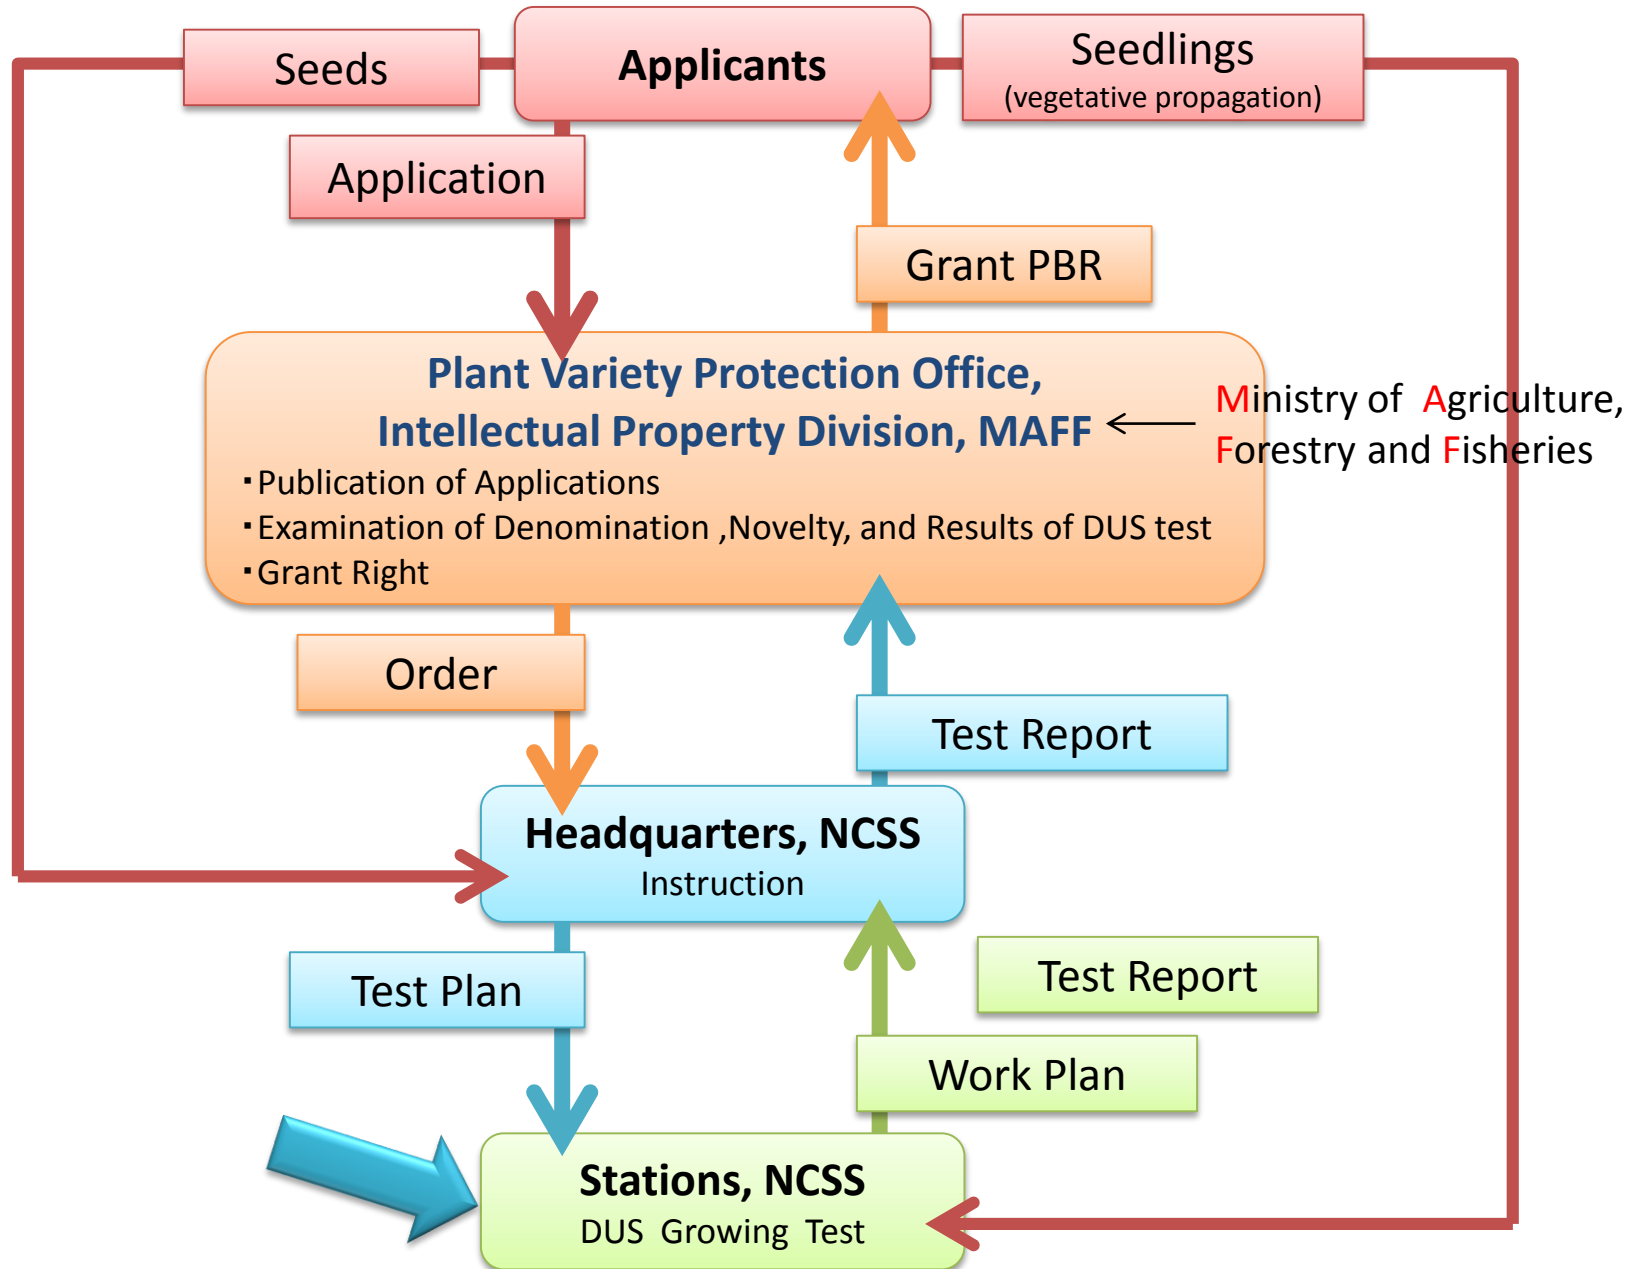 Seeds
Applicants
Seedlings
(vegetative propagation)
Application
Grant PBR
Plant Variety Protection Office,
Intellectual Property Division, MAFF
Ministry of Agriculture,
Forestry and Fisheries
・Publication of Applications
・Examination of Denomination ,Novelty, and Results of DUS test
・Grant Right
Order
Test Report
Headquarters, NCSS
Instruction
Test Plan
Test Report
Work Plan
Stations, NCSS
DUS Growing Test